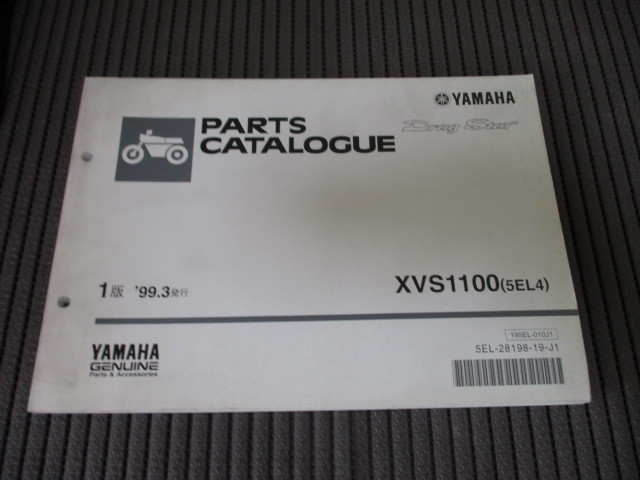 YAMAHA
PARTS
CATALOGUE
Drag Star
XVS1100(5EL4)
1版 '99.3発行
195EL-010J1
5EL-28198-19-J1
YAMAHA
GENUINE
Parts & Accessories